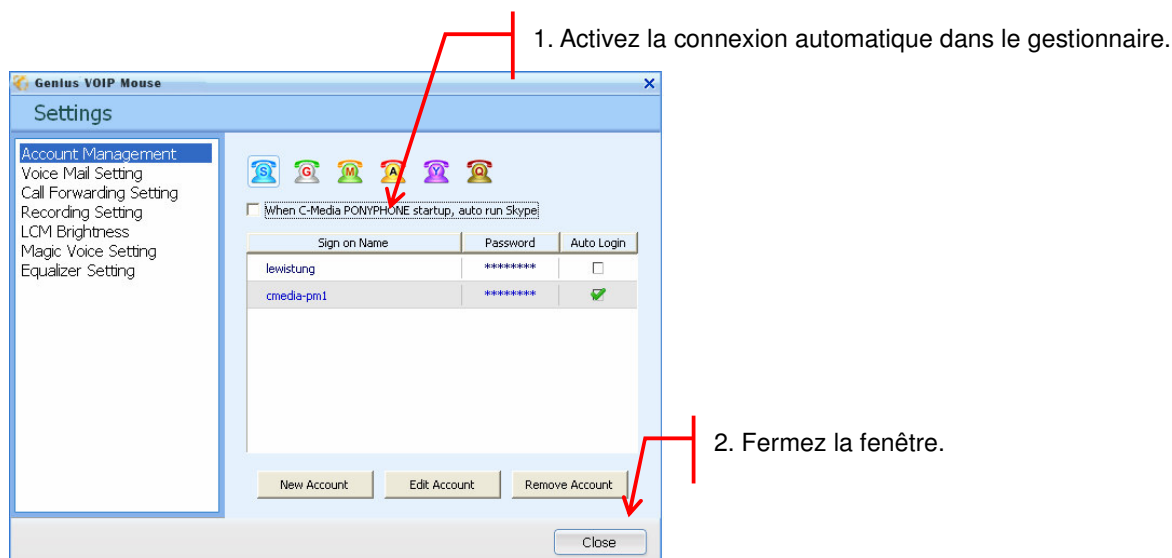 1. Activez la connexion automatique dans le gestionnaire.
Genius VOIP Mouse
Settings
Account Management
Voice Mail Setting
Call Forwarding Setting
Recording Setting
LCM Brightness
Magic Voice Setting
Equalizer Setting
S G M A Y Q
When C-Media PONYPHONE startup, auto run Skype
Sign on Name Password Auto Login
lewistung ********
cmedia-pm1 ********
2. Fermez la fenêtre.
New Account Edit Account Remove Account
Close